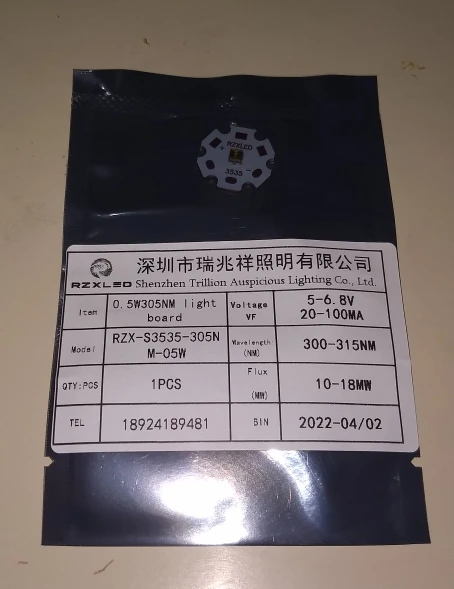 RZXLED
3535
深圳市瑞兆祥照明有限公司
RZXLED Shenzhen Trillion Auspicious Lighting Co., Ltd.
Item 0.5W305NM light board Voltage VF 5-6.8V 20-100MA
Model RZX-S3535-305NM-05W Wavelength (NM) 300-315NM
QTY:PCS 1PCS Flux (MW) 10-18MW
TEL 18924189481 BIN 2022-04/02